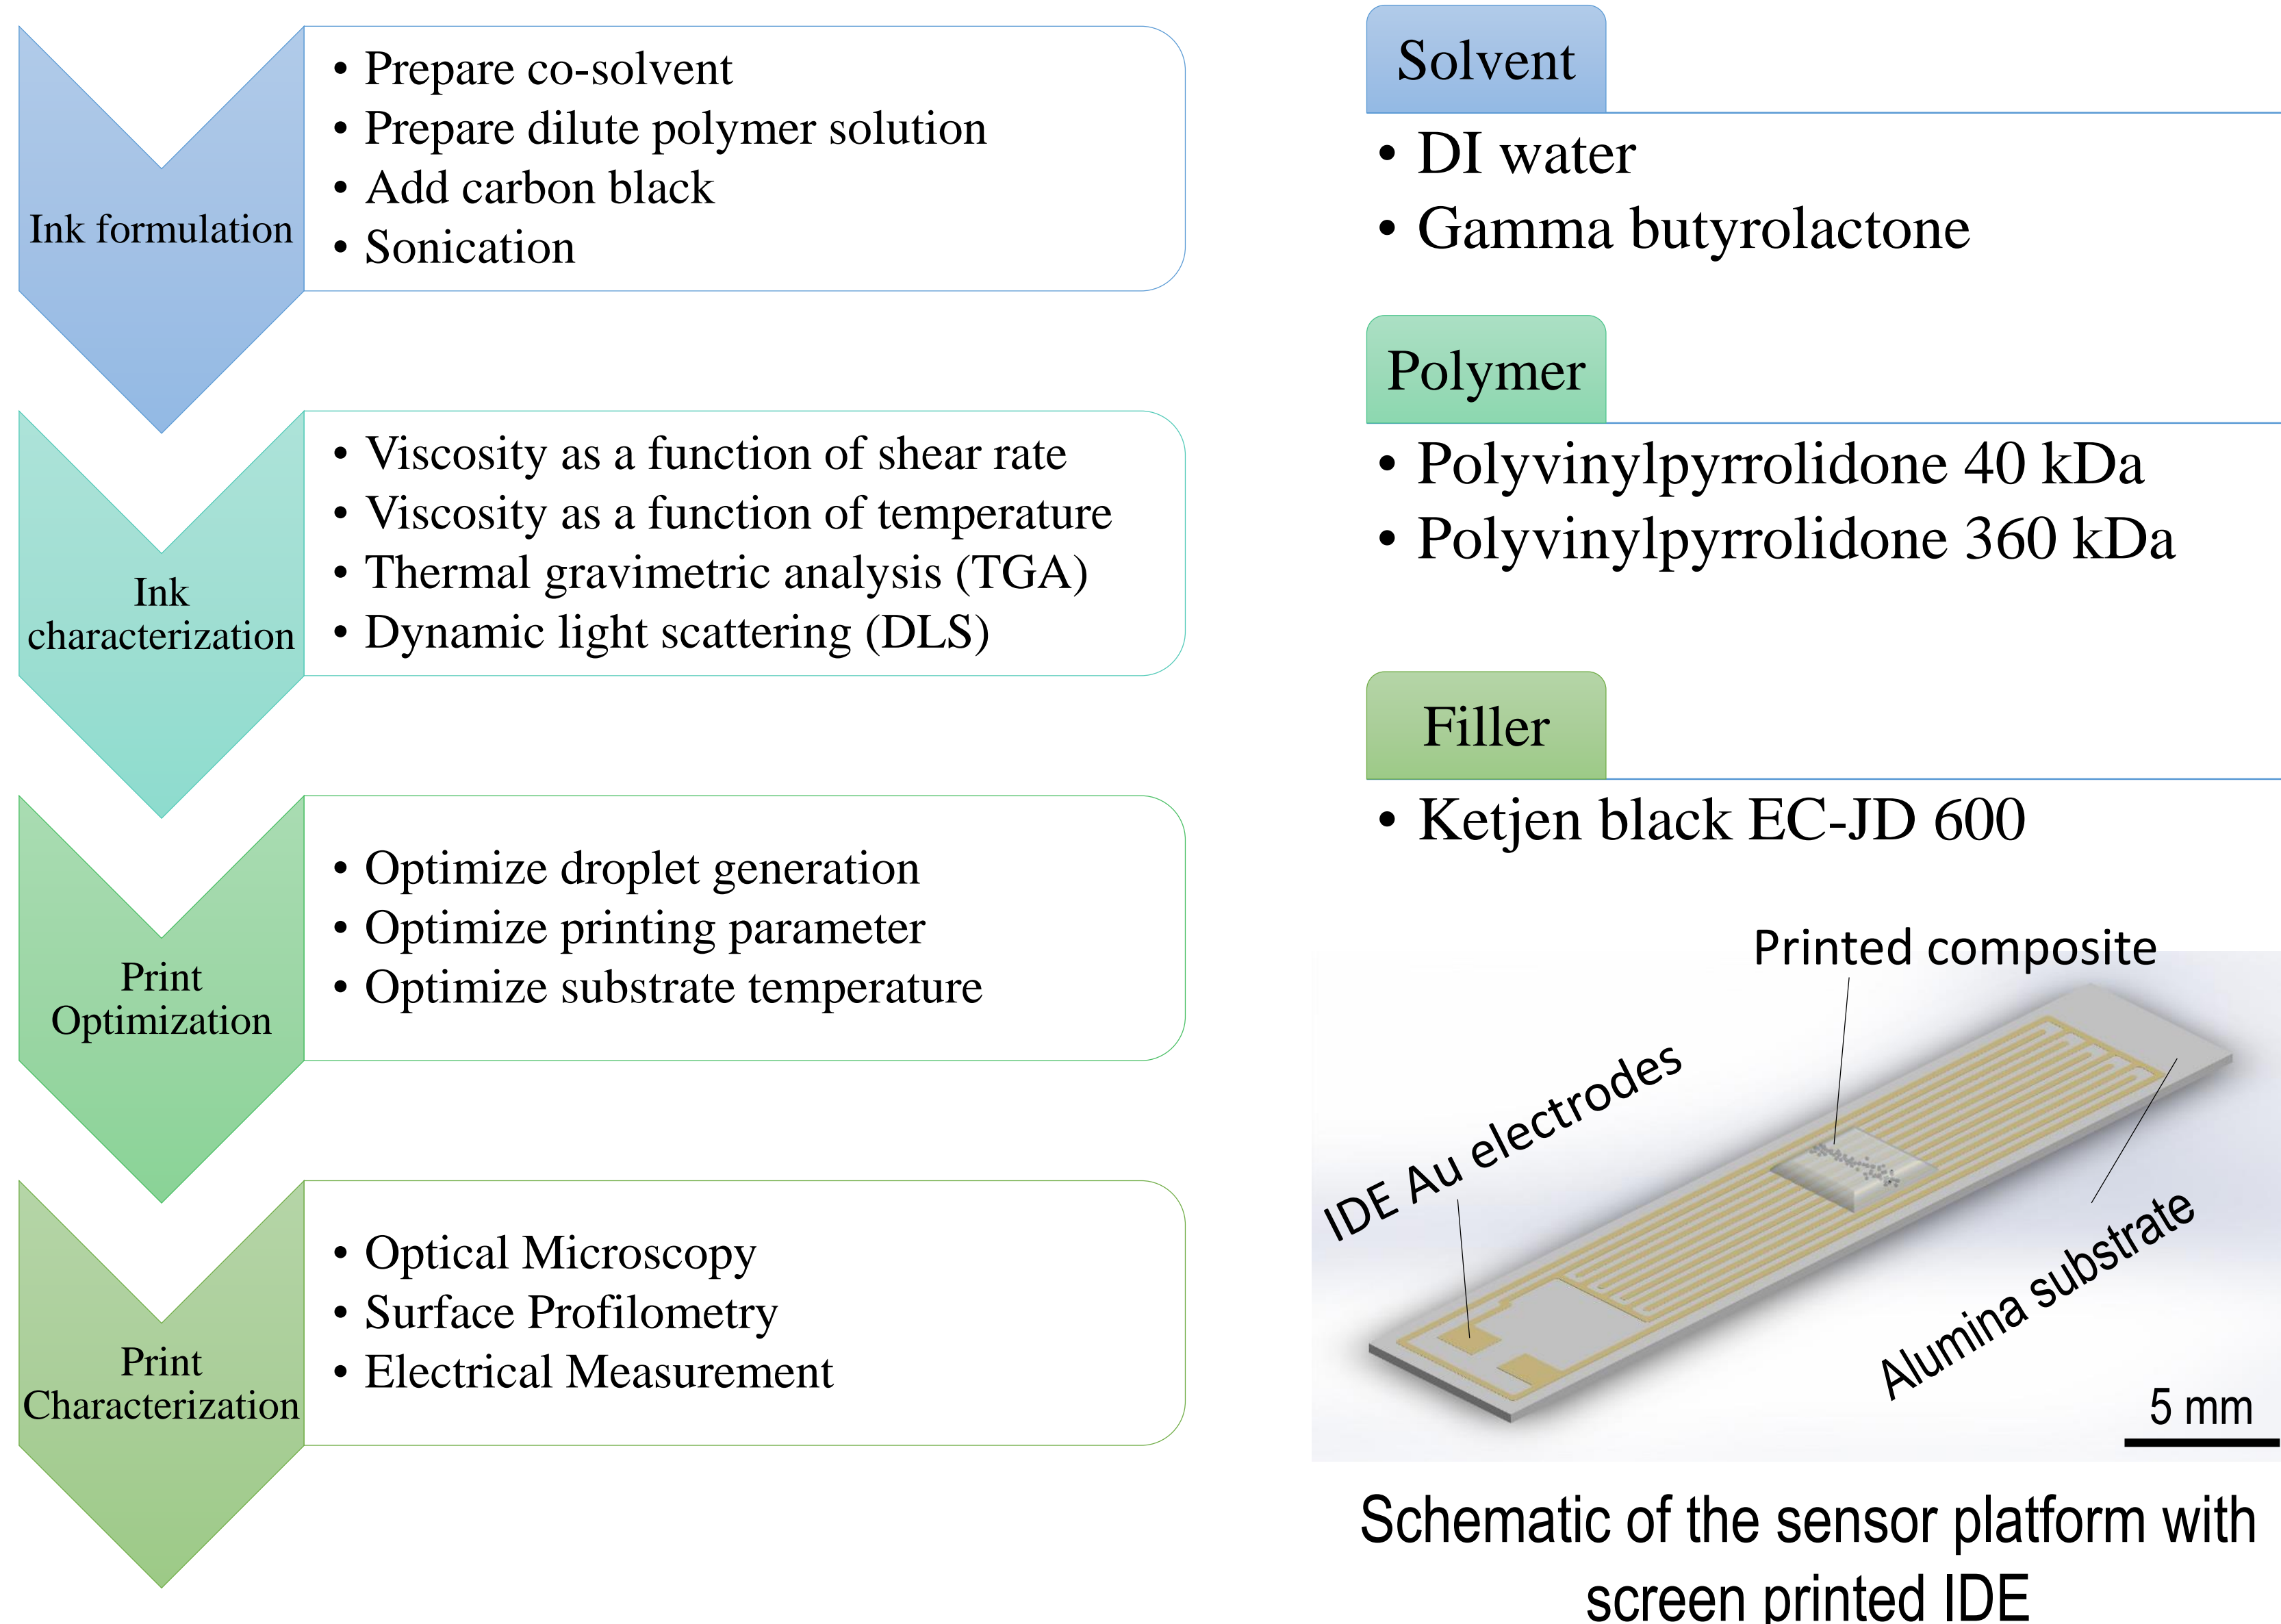 Ink formulation
• Prepare co-solvent
• Prepare dilute polymer solution
• Add carbon black
• Sonication
Ink
characterization
• Viscosity as a function of shear rate
• Viscosity as a function of temperature
• Thermal gravimetric analysis (TGA)
• Dynamic light scattering (DLS)
Print
Optimization
• Optimize droplet generation
• Optimize printing parameter
• Optimize substrate temperature
Print
Characterization
• Optical Microscopy
• Surface Profilometry
• Electrical Measurement
Solvent
• DI water
• Gamma butyrolactone
Polymer
• Polyvinylpyrrolidone 40 kDa
• Polyvinylpyrrolidone 360 kDa
Filler
• Ketjen black EC-JD 600
Printed composite
IDE Au electrodes
Alumina substrate
5 mm
Schematic of the sensor platform with
screen printed IDE